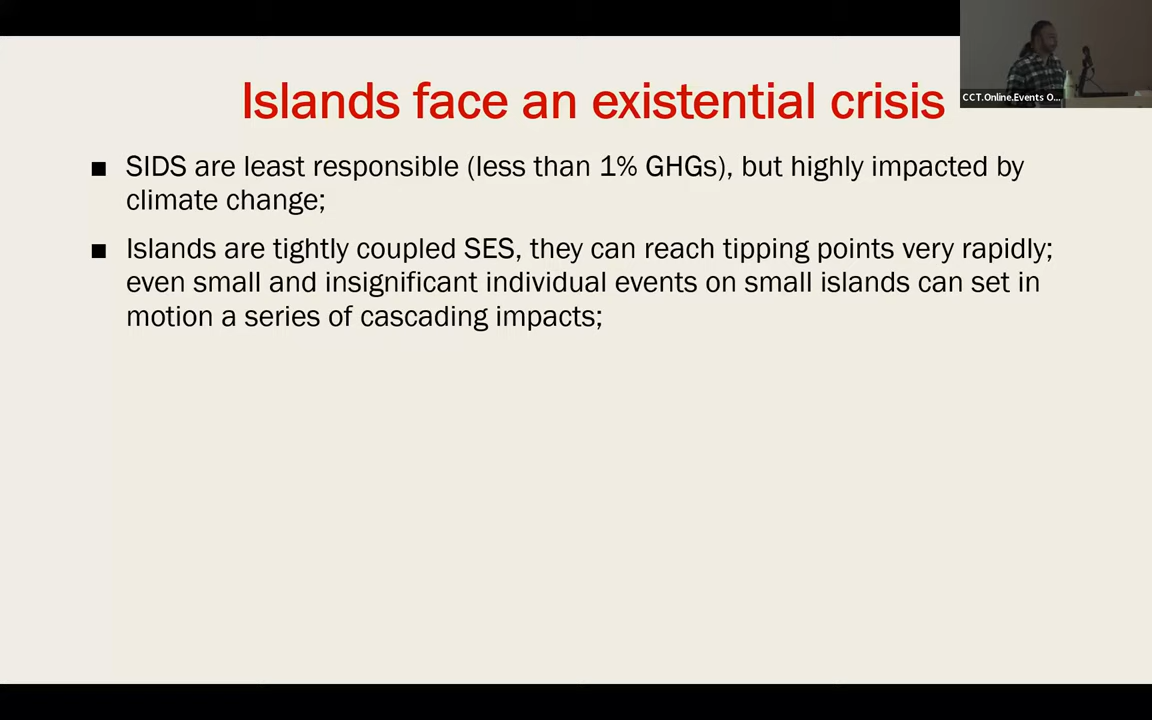 Islands face an existential crisis
CCT.Online.Events O...
■ SIDS are least responsible (less than 1% GHGs), but highly impacted by
climate change;
■ Islands are tightly coupled SES, they can reach tipping points very rapidly;
even small and insignificant individual events on small islands can set in
motion a series of cascading impacts;